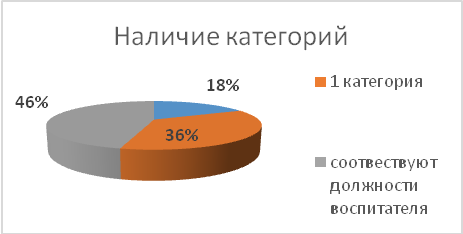 Наличие категорий
18%
46%
36%
1 категория
соотвествуют
должности
воспитателя